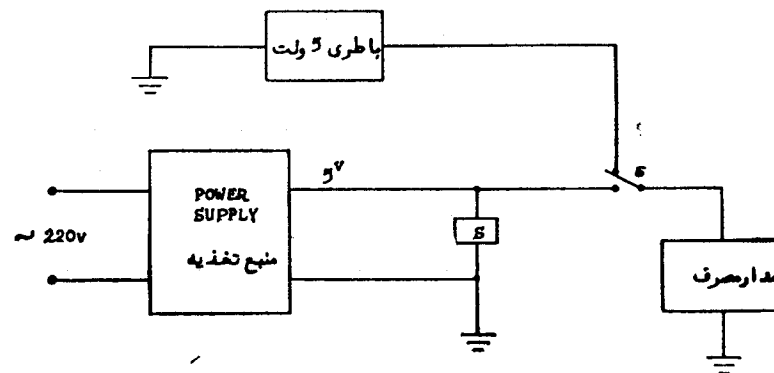 باطری 5 ولت
5V
s
POWER
SUPPLY
منبع تغذیه
~ 220v
S
مدار مصرف